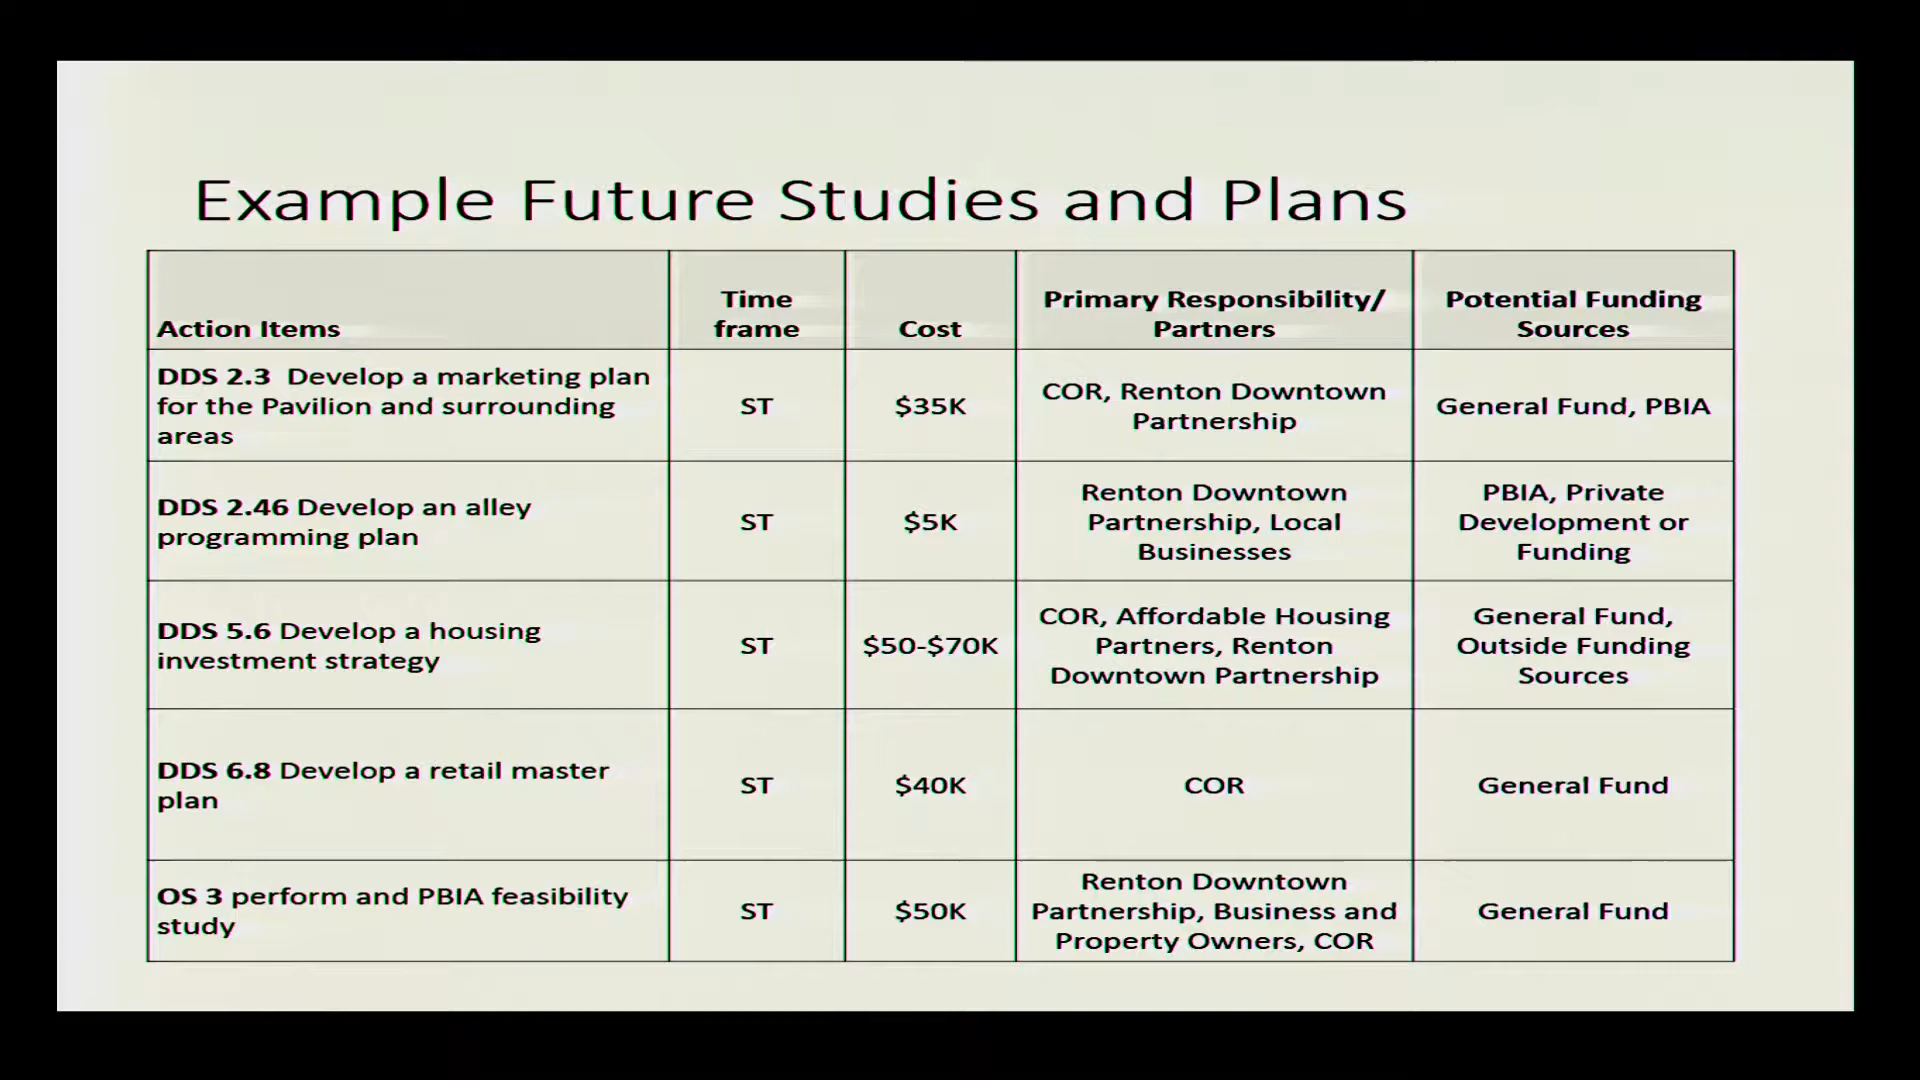 Example Future Studies and Plans
Action Items
Time
frame
Cost
Primary Responsibility/
Partners
Potential Funding
Sources
DDS 2.3  Develop a marketing plan
for the Pavilion and surrounding
areas
ST
$35K
COR, Renton Downtown
Partnership
General Fund, PBIA
DDS 2.46 Develop an alley
programming plan
ST
$5K
Renton Downtown
Partnership, Local
Businesses
PBIA, Private
Development or
Funding
DDS 5.6 Develop a housing
investment strategy
ST
$50-$70K
COR, Affordable Housing
Partners, Renton
Downtown Partnership
General Fund,
Outside Funding
Sources
DDS 6.8 Develop a retail master
plan
ST
$40K
COR
General Fund
OS 3 perform and PBIA feasibility
study
ST
$50K
Renton Downtown
Partnership, Business and
Property Owners, COR
General Fund